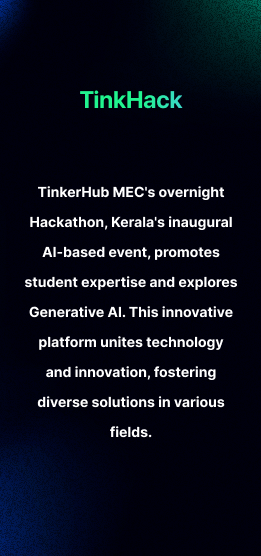 TinkHack
TinkerHub MEC's overnight
Hackathon, Kerala's inaugural
AI-based event, promotes
student expertise and explores
Generative AI. This innovative
platform unites technology
and innovation, fostering
diverse solutions in various
fields.